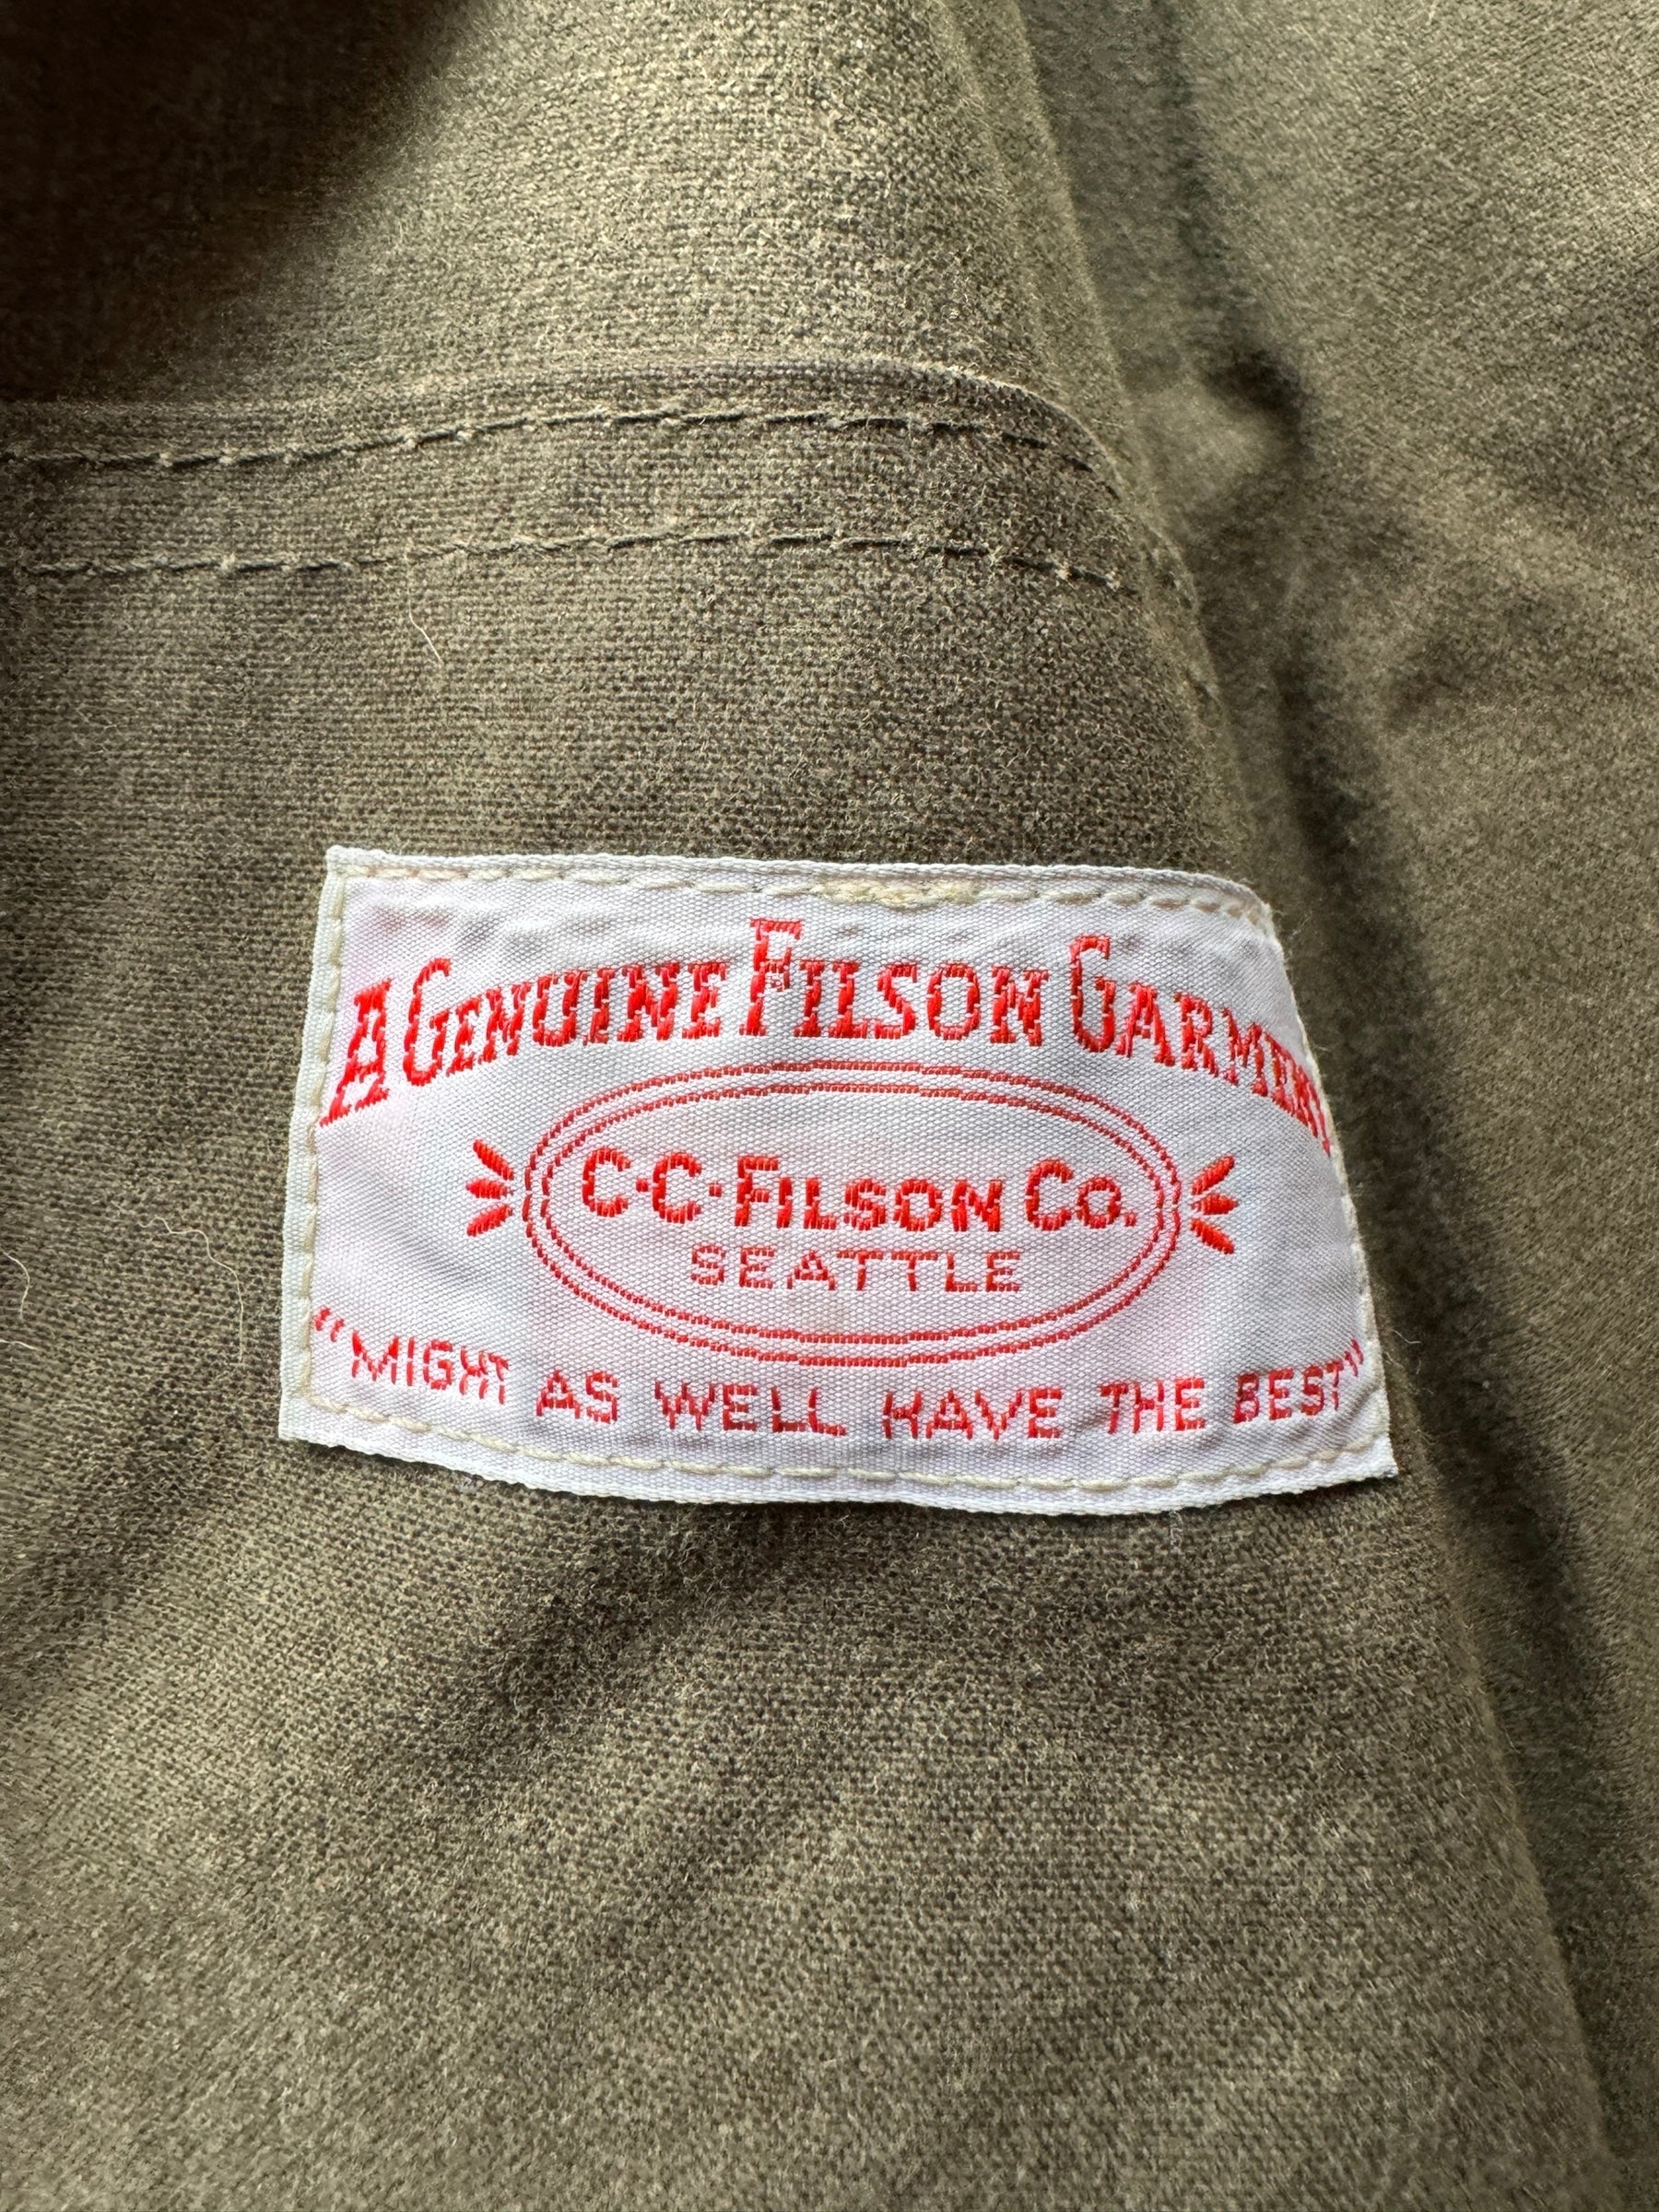 A GENUINE FILSON GARMENT
C·C·FILSON CO.
SEATTLE
"MIGHT AS WELL HAVE THE BEST"